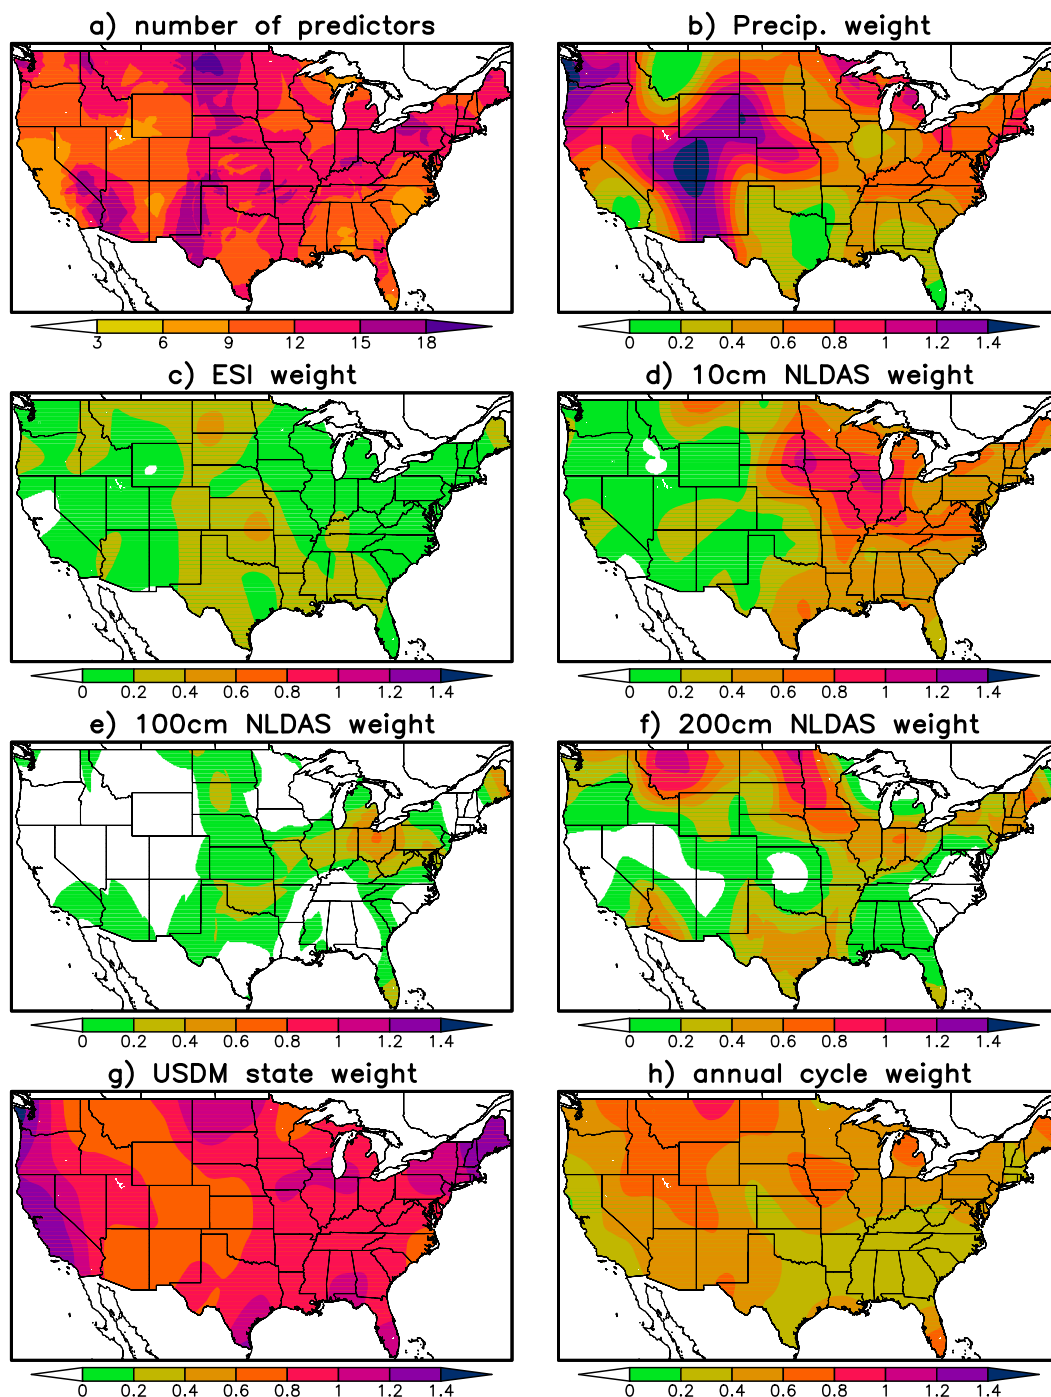 a) number of predictors
b) Precip. weight
3 6 9 12 15 18
0 0.2 0.4 0.6 0.8 1 1.2 1.4
c) ESI weight
d) 10cm NLDAS weight
0 0.2 0.4 0.6 0.8 1 1.2 1.4
0 0.2 0.4 0.6 0.8 1 1.2 1.4
e) 100cm NLDAS weight
f) 200cm NLDAS weight
0 0.2 0.4 0.6 0.8 1 1.2 1.4
0 0.2 0.4 0.6 0.8 1 1.2 1.4
g) USDM state weight
h) annual cycle weight
0 0.2 0.4 0.6 0.8 1 1.2 1.4
0 0.2 0.4 0.6 0.8 1 1.2 1.4